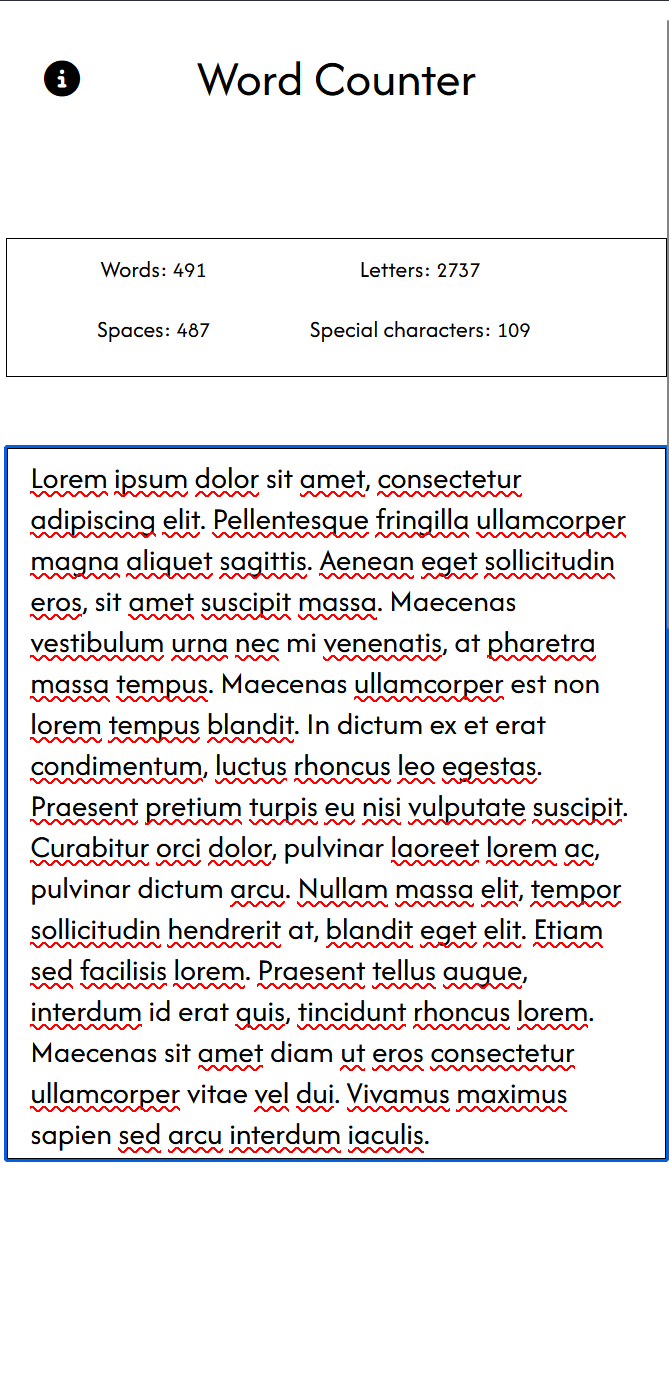 Word Counter
Words: 491
Letters: 2737
Spaces: 487
Special characters: 109
Lorem ipsum dolor sit amet, consectetur
adipiscing elit. Pellentesque fringilla ullamcorper
magna aliquet sagittis. Aenean eget sollicitudin
eros, sit amet suscipit massa. Maecenas
vestibulum urna nec mi venenatis, at pharetra
massa tempus. Maecenas ullamcorper est non
lorem tempus blandit. In dictum ex et erat
condimentum, luctus rhoncus leo egestas.
Praesent pretium turpis eu nisi vulputate suscipit.
Curabitur orci dolor, pulvinar laoreet lorem ac,
pulvinar dictum arcu. Nullam massa elit, tempor
sollicitudin hendrerit at, blandit eget elit. Etiam
sed facilisis lorem. Praesent tellus augue,
interdum id erat quis, tincidunt rhoncus lorem.
Maecenas sit amet diam ut eros consectetur
ullamcorper vitae vel dui. Vivamus maximus
sapien sed arcu interdum iaculis.